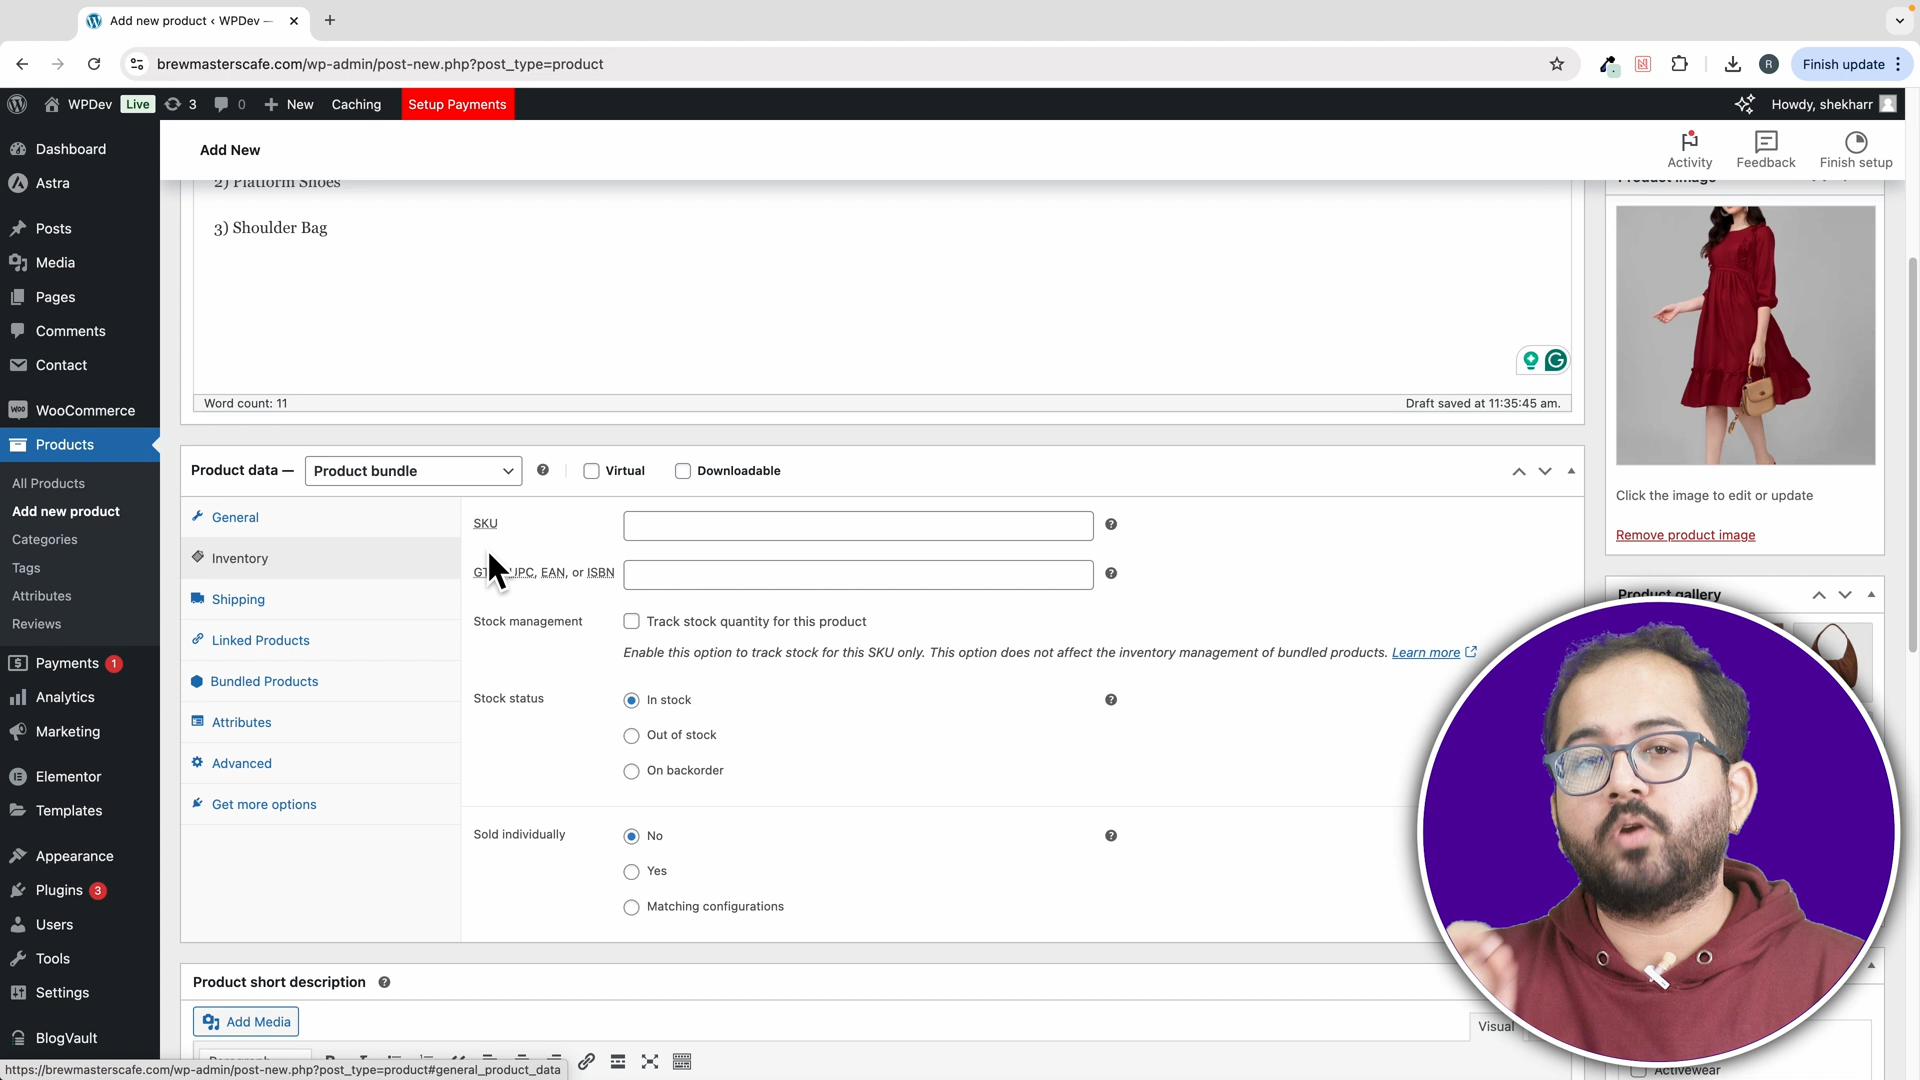 Add new product ‹ WPDev —
brewmasterscafe.com/wp-admin/post-new.php?post_type=product
R
Finish update
WPDev Live 3 0 New Caching Setup Payments
Howdy, shekharr
Add New
Activity
Feedback
Finish setup
Dashboard
Astra
Posts
Media
Pages
Comments
Contact
WooCommerce
Products
All Products
Add new product
Categories
Tags
Attributes
Reviews
Payments 1
Analytics
Marketing
Elementor
Templates
Appearance
Plugins 3
Users
Tools
Settings
BlogVault
2) Platform Shoes
3) Shoulder Bag
Word count: 11
Draft saved at 11:35:45 am.
Product image
Click the image to edit or update
Remove product image
Product gallery
Product data — Product bundle
Virtual
Downloadable
General
Inventory
Shipping
Linked Products
Bundled Products
Attributes
Advanced
Get more options
SKU
UPC, EAN, or ISBN
Stock management
Track stock quantity for this product
Enable this option to track stock for this SKU only. This option does not affect the inventory management of bundled products. Learn more
Stock status
In stock
Out of stock
On backorder
Sold individually
No
Yes
Matching configurations
Product short description
Add Media
Visual
Paragraph
Activewear
https://brewmasterscafe.com/wp-admin/post-new.php?post_type=product#general_product_data